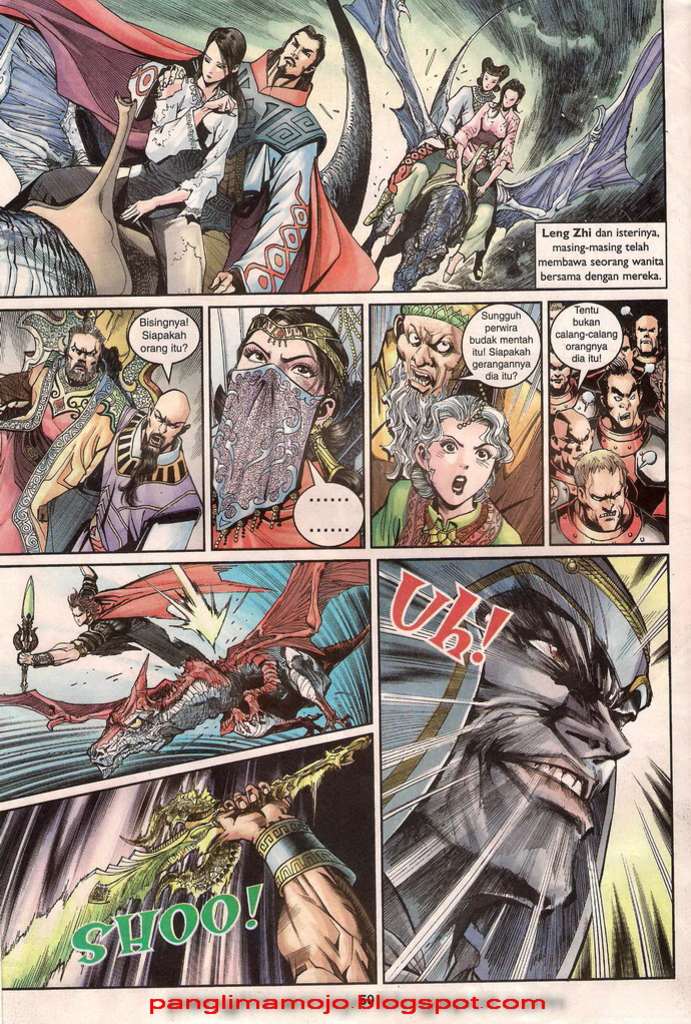 Leng Zhi dan isterinya,
masing-masing telah
membawa seorang wanita
bersama dengan mereka.
Bisingnya!
Siapakah
orang itu?
......
......
Sungguh
perwira
budak mentah
itu! Siapakah
gerangannya
dia itu?
Tentu
bukan
calang-calang
orangnya
dia itu!
Uh!
SHOO!
50
panglimamojo.blogspot.com